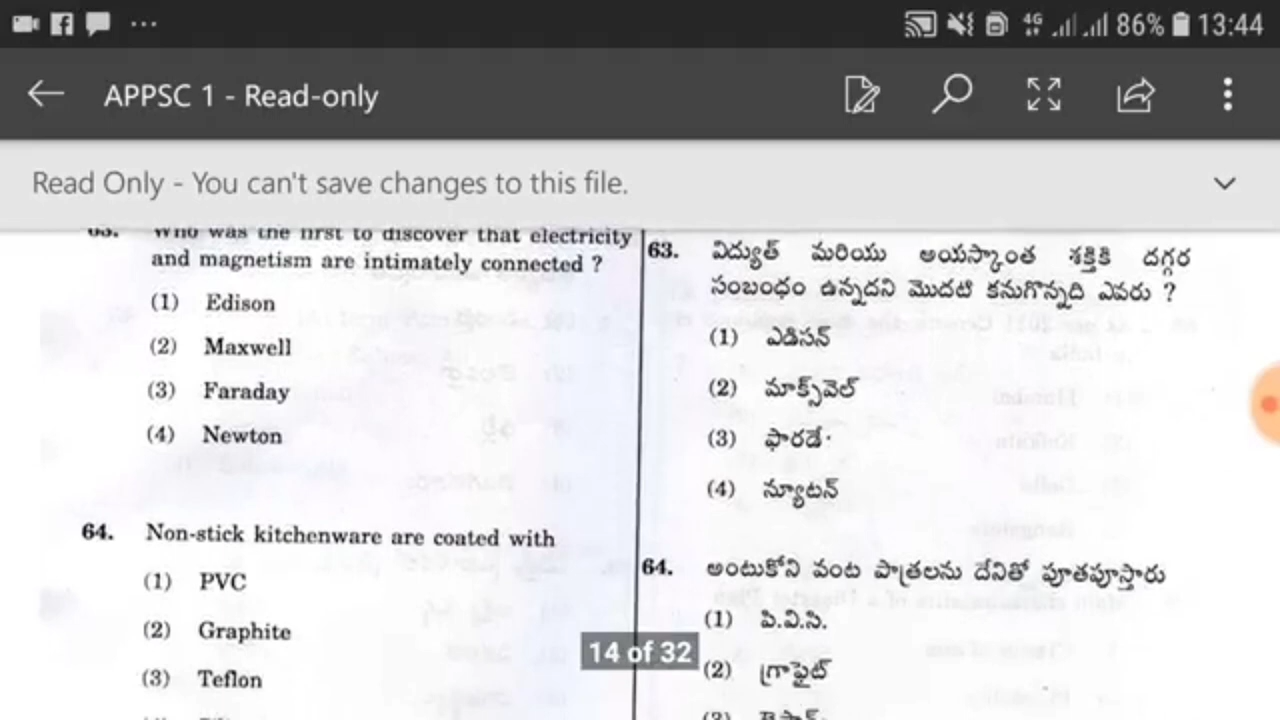 4G 86% 13:44
APPSC 1 - Read-only
Read Only - You can't save changes to this file.
63. Who was the first to discover that electricity
and magnetism are intimately connected ?
(1) Edison
(2) Maxwell
(3) Faraday
(4) Newton
64. Non-stick kitchenware are coated with
(1) PVC
(2) Graphite
(3) Teflon
63. విద్యుత్ మరియు అయస్కాంత శక్తికి దగ్గర
సంబంధం ఉన్నదని మొదటి కనుగొన్నది ఎవరు ?
(1) ఎడిసన్
(2) మాక్స్‌వెల్
(3) ఫారడే
(4) న్యూటన్
64. అంటుకోని వంట పాత్రలను దేనితో పూతపూస్తారు
(1) పి.వి.సి.
(2) గ్రాఫైట్
14 of 32